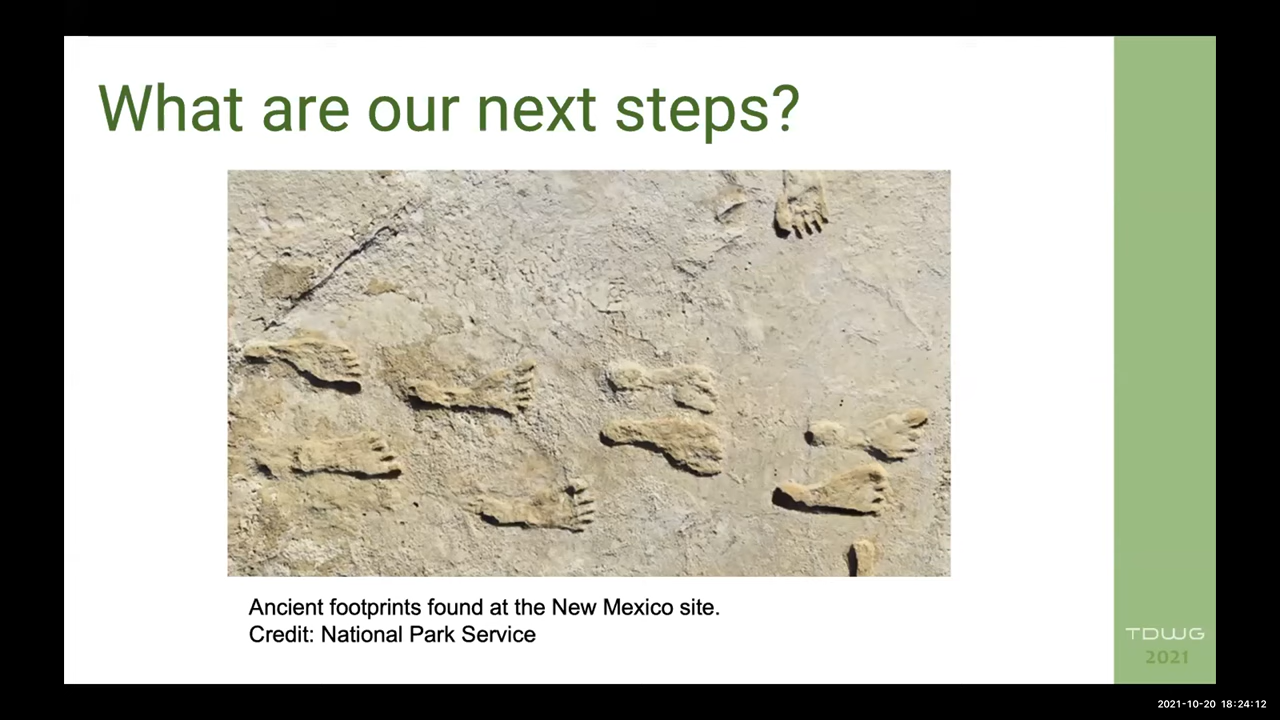 What are our next steps?
Ancient footprints found at the New Mexico site.
Credit: National Park Service
TDWG
2021
2021-10-20 18:24:12